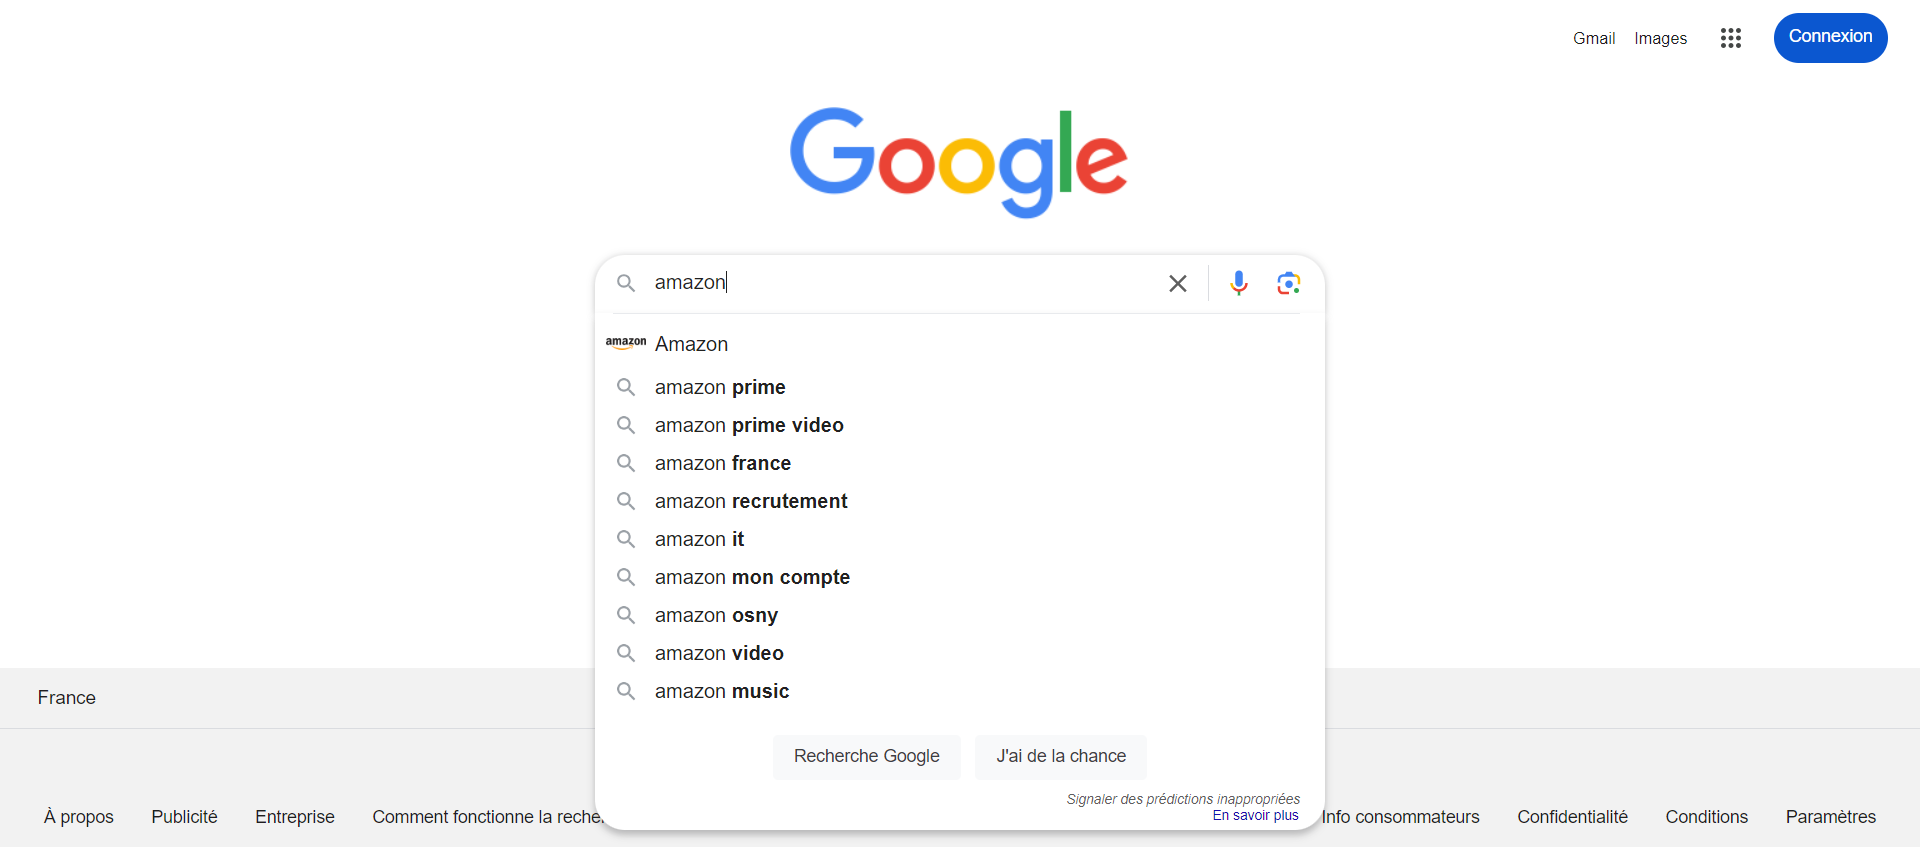 Gmail Images Connexion
Google
amazon
amazon Amazon
amazon prime
amazon prime video
amazon france
amazon recrutement
amazon it
amazon mon compte
amazon osny
amazon video
amazon music
Recherche Google J'ai de la chance
Signaler des prédictions inappropriées
En savoir plus
France
À propos Publicité Entreprise Comment fonctionne la Info consommateurs Confidentialité Conditions Paramètres